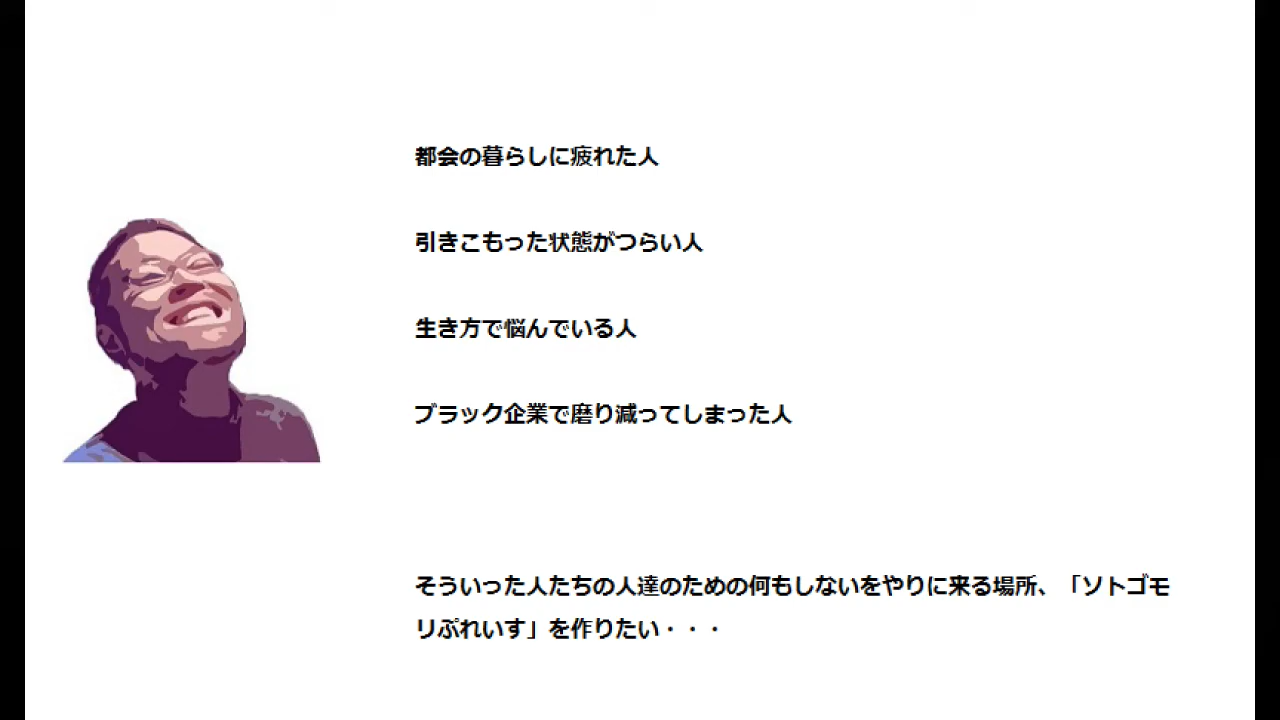 都会の暮らしに疲れた人
引きこもった状態がつらい人
生き方で悩んでいる人
ブラック企業で磨り減ってしまった人
そういった人たちの人達のための何もしないをやりに来る場所、「ソトゴモ
リぷれいす」を作りたい・・・